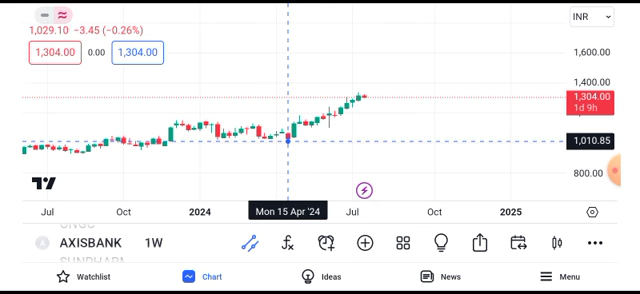 INR
1,029.10 −3.45 (−0.26%)
1,304.00 0.00 1,304.00
1,600.00
1,400.00
1,304.00
1d 9h
1,010.85
800.00
Jul Oct 2024 Mon 15 Apr '24 Jul Oct 2025
ONGC
AXISBANK 1W
SUNPHARMA
Watchlist Chart Ideas News Menu